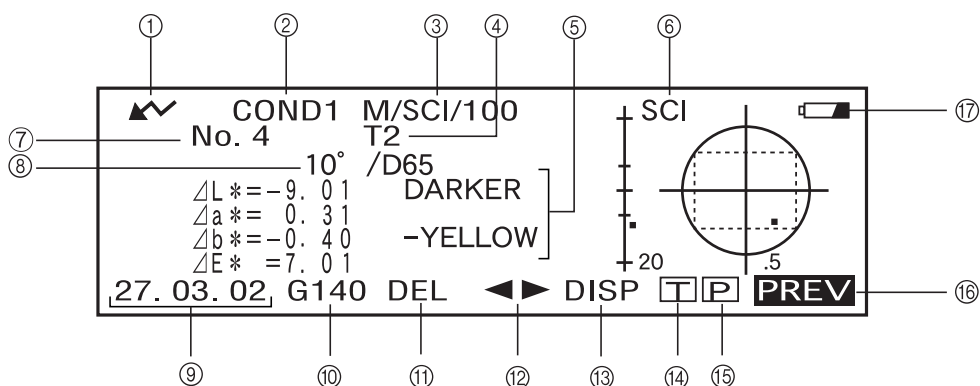 ① ② ③ ④ ⑤ ⑥
COND1 M/SCI/100 SCI ⑰
⑦ No. 4 T2
⑧ 10° /D65
⊿L*=-9. 01 DARKER
⊿a*= 0. 31
⊿b*=-0. 40 -YELLOW
⊿E* =7. 01 20 .5
27. 03. 02 G140 DEL ◀▶ DISP T P PREV ⑯
⑨ ⑩ ⑪ ⑫ ⑬ ⑭ ⑮